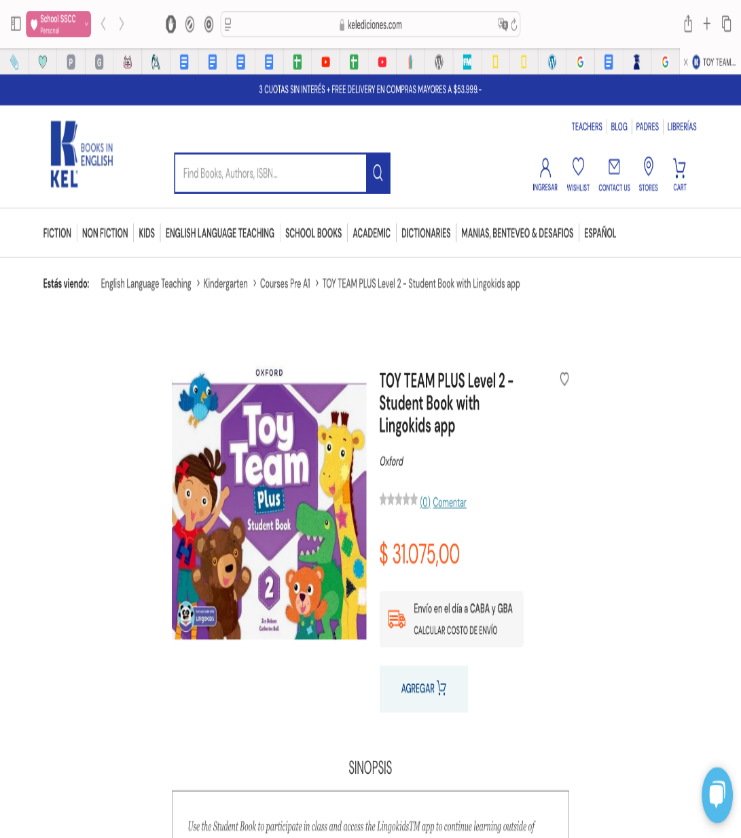 School SSCC
Personal
kelediciones.com
TOY TEAM...
3 CUOTAS SIN INTERÉS + FREE DELIVERY EN COMPRAS MAYORES A $53.999.-
TEACHERS BLOG PADRES LIBRERÍAS
KEL
BOOKS IN
ENGLISH
Find Books, Authors, ISBN...
INGRESAR WISHLIST CONTACT US STORES CART
FICTION NON FICTION KIDS ENGLISH LANGUAGE TEACHING SCHOOL BOOKS ACADEMIC DICTIONARIES MANIAS, BENTEVEO & DESAFIOS ESPAÑOL
Estás viendo: English Language Teaching > Kindergarten > Courses Pre A1 > TOY TEAM PLUS Level 2 - Student Book with Lingokids app
OXFORD
Toy
Team
Plus
Student Book
2
Lingokids
TOY TEAM PLUS Level 2 -
Student Book with
Lingokids app
Oxford
(0) Comentar
$ 31.075,00
Envío en el día a CABA y GBA
CALCULAR COSTO DE ENVÍO
AGREGAR
SINOPSIS
Use the Student Book to participate in class and access the LingokidsTM app to continue learning outside of